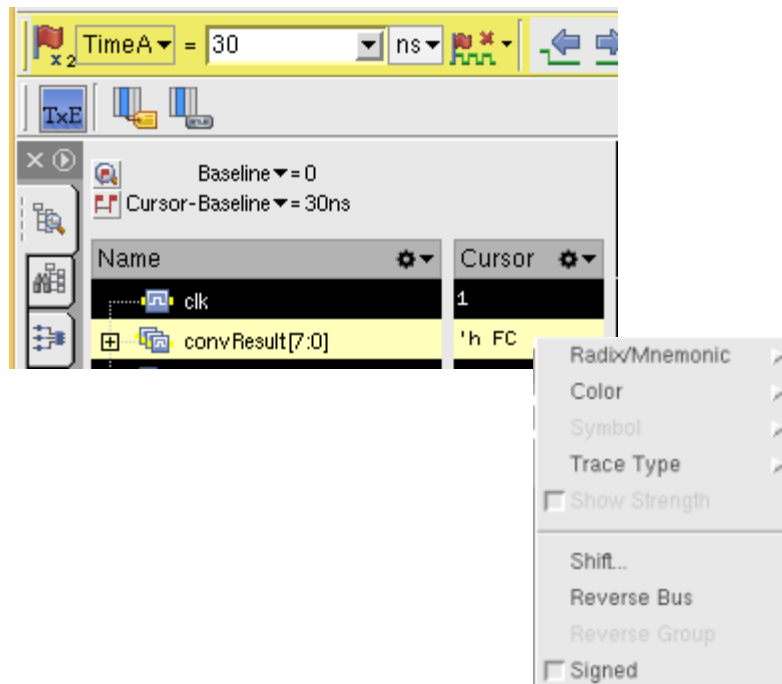 x 2 TimeA = 30 ns
TxE
Baseline = 0
Cursor-Baseline = 30ns
Name Cursor
clk 1
convResult[7:0] 'h FC
Radix/Mnemonic
Color
Symbol
Trace Type
Show Strength
Shift...
Reverse Bus
Reverse Group
Signed